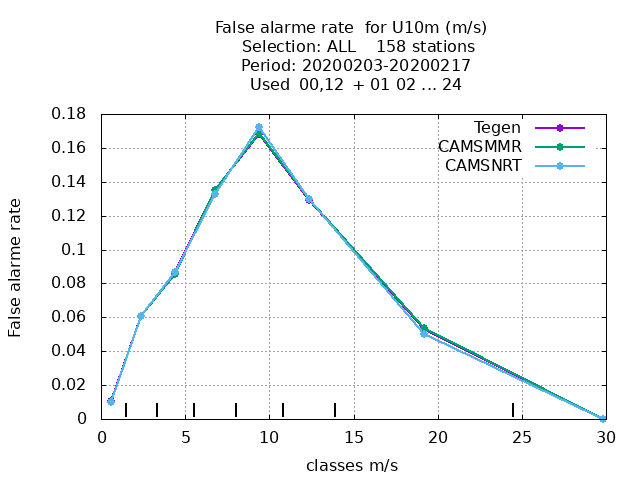 False alarme rate  for U10m (m/s)
Selection: ALL    158 stations
Period: 20200203-20200217
Used  00,12  + 01 02 ... 24
Tegen
CAMSMMR
CAMSNRT
0.18
0.16
0.14
0.12
0.1
0.08
0.06
0.04
0.02
0
False alarme rate
0 5 10 15 20 25 30
classes m/s